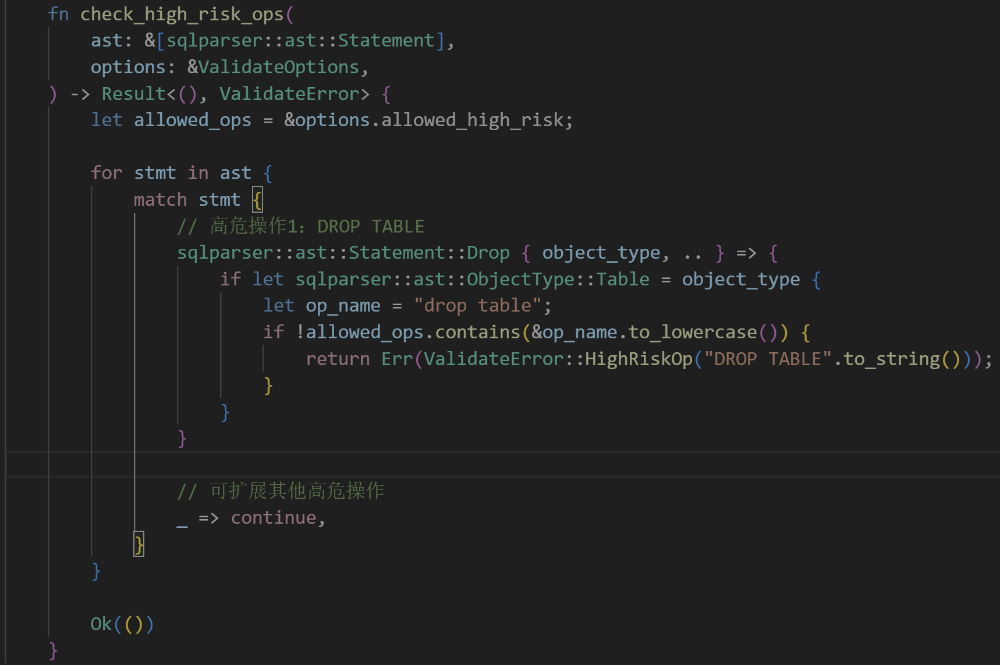 fn check_high_risk_ops(
    ast: &[sqlparser::ast::Statement],
    options: &ValidateOptions,
) -> Result<(), ValidateError> {
    let allowed_ops = &options.allowed_high_risk;
    for stmt in ast {
        match stmt {
            // 高危操作1：DROP TABLE
            sqlparser::ast::Statement::Drop { object_type, .. } => {
                if let sqlparser::ast::ObjectType::Table = object_type {
                    let op_name = "drop table";
                    if !allowed_ops.contains(&op_name.to_lowercase()) {
                        return Err(ValidateError::HighRiskOp("DROP TABLE".to_string()));
                    }
                }
            }
            // 可扩展其他高危操作
            _ => continue,
        }
    }
    Ok(())
}